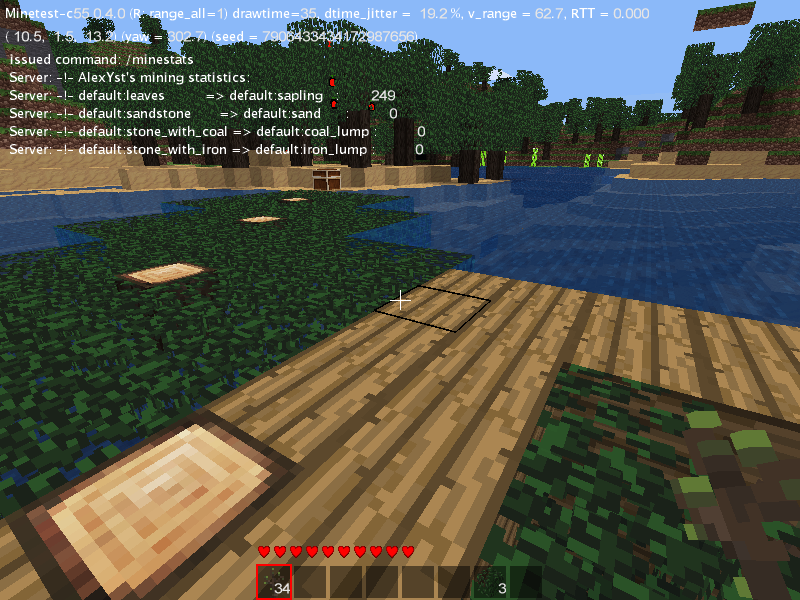 Minetest-c55 0.4.0 (R: range_all=1) drawtime=35, dtime_jitter = 19.2 %, v_range = 62.7, RTT = 0.000
( 10.5, 1.5, -13.2) (yaw = 302.7) (seed = 7906433434172987656)
Issued command: /minestats
Server: -!- AlexYst's mining statistics:
Server: -!- default:leaves => default:sapling : 249
Server: -!- default:sandstone => default:sand : 0
Server: -!- default:stone_with_coal => default:coal_lump : 0
Server: -!- default:stone_with_iron => default:iron_lump : 0
34 3